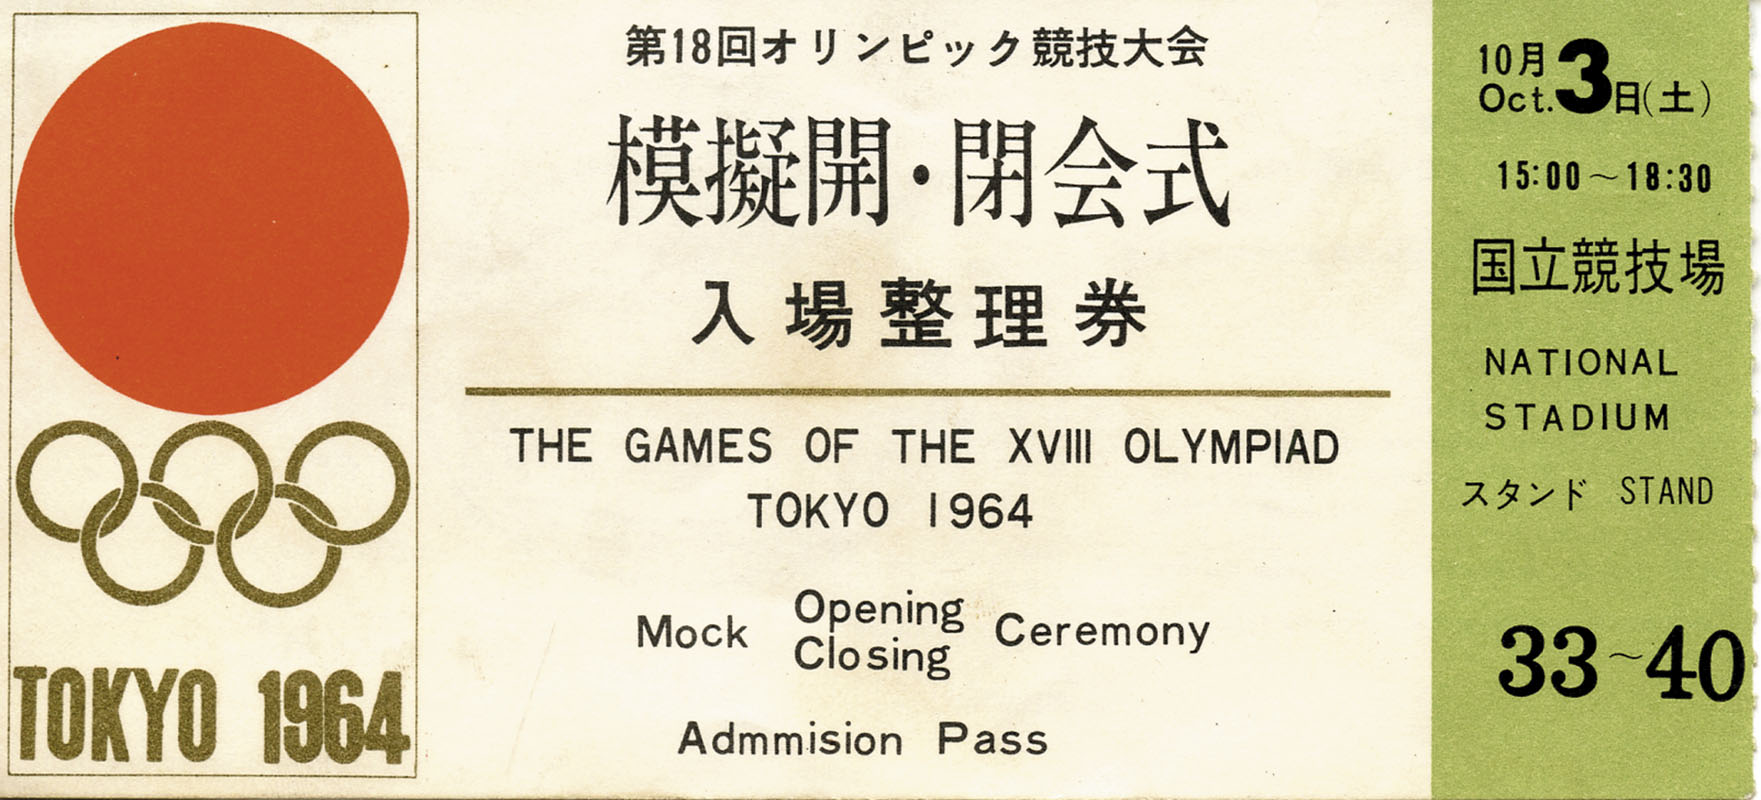 TOKYO 1964
第18回オリンピック競技大会
模擬開・閉会式
入場整理券
THE GAMES OF THE XVIII OLYMPIAD
TOKYO 1964
Mock Opening Closing Ceremony
Admmision Pass
10月 Oct. 3日(土)
15:00～18:30
国立競技場
NATIONAL
STADIUM
スタンド STAND
33～40